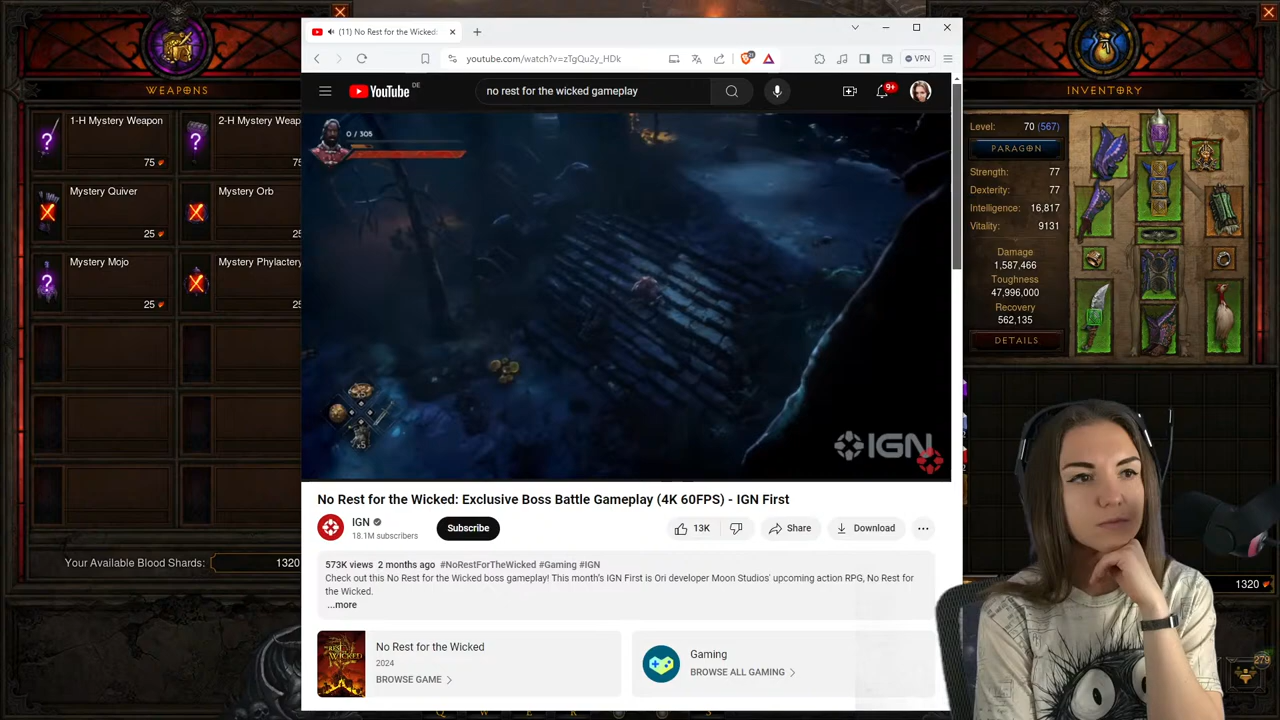 WEAPONS
1-H Mystery Weapon
75
2-H Mystery Weap
75
Mystery Quiver
25
Mystery Orb
25
Mystery Mojo
25
Mystery Phylactery
25
Your Available Blood Shards: 1320
(11) No Rest for the Wicked:
youtube.com/watch?v=zTgQu2y_HDk
VPN
YouTube DE
no rest for the wicked gameplay
9+
0 / 305
IGN
No Rest for the Wicked: Exclusive Boss Battle Gameplay (4K 60FPS) - IGN First
IGN
18.1M subscribers
Subscribe
13K
Share
Download
573K views 2 months ago #NoRestForTheWicked #Gaming #IGN
Check out this No Rest for the Wicked boss gameplay! This month's IGN First is Ori developer Moon Studios' upcoming action RPG, No Rest for
the Wicked.
...more
No Rest for the Wicked
2024
BROWSE GAME
Gaming
BROWSE ALL GAMING
INVENTORY
Level: 70 (567)
PARAGON
Strength: 77
Dexterity: 77
Intelligence: 16,817
Vitality: 9131
Damage
1,587,466
Toughness
47,996,000
Recovery
562,135
DETAILS
1320
279